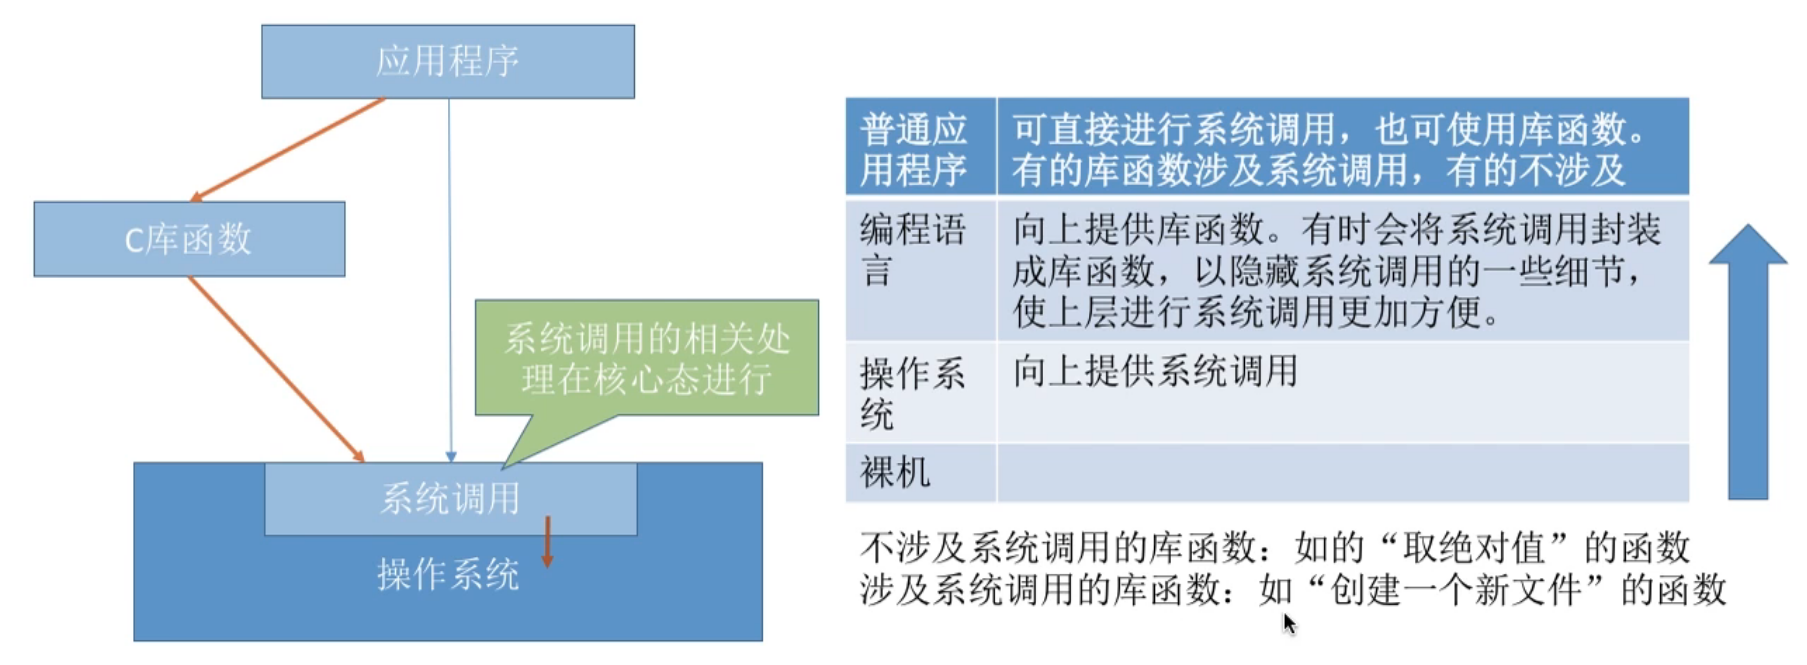 应用程序
C库函数
系统调用的相关处
理在核心态进行
系统调用
操作系统
普通应
用程序
可直接进行系统调用，也可使用库函数。
有的库函数涉及系统调用，有的不涉及
编程语
言
向上提供库函数。有时会将系统调用封装
成库函数，以隐藏系统调用的一些细节，
使上层进行系统调用更加方便。
操作系
统
向上提供系统调用
裸机
不涉及系统调用的库函数：如的“取绝对值”的函数
涉及系统调用的库函数：如“创建一个新文件”的函数